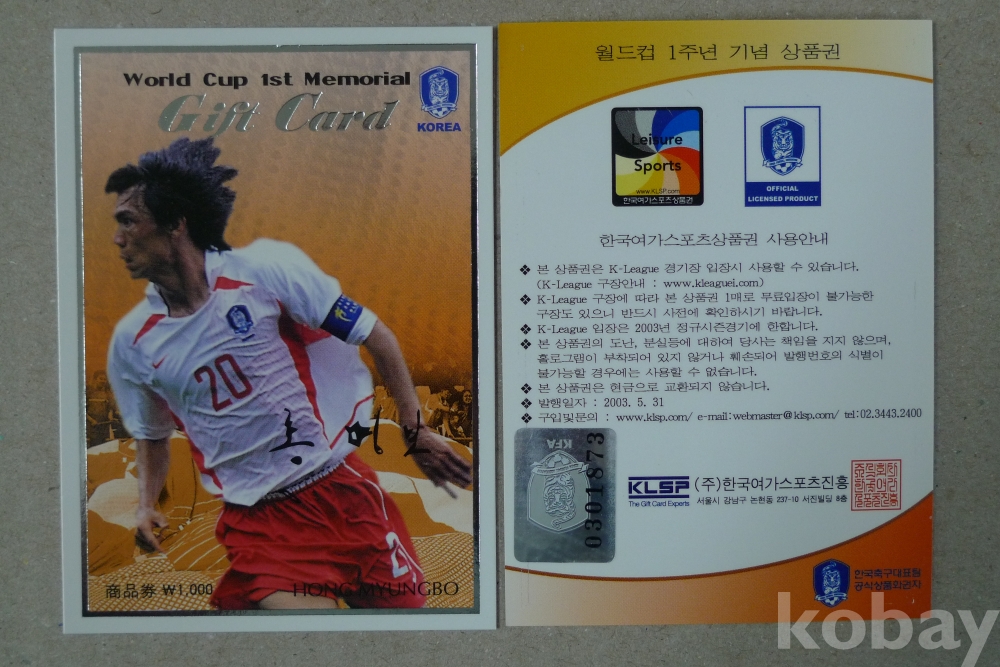 World Cup 1st Memorial
Gift Card
KOREA
20
홍명보
2
商品券 ₩1,000
HONG MYUNGBO
월드컵 1주년 기념 상품권
Leisure
Sports
www.KLSP.com
한국여가스포츠상품권
OFFICIAL
LICENSED PRODUCT
한국여가스포츠상품권 사용안내
❖ 본 상품권은 K-League 경기장 입장시 사용할 수 있습니다.
(K-League 구장안내 : www.kleaguei.com)
❖ K-League 구장에 따라 본 상품권 1매로 무료입장이 불가능한
구장도 있으니 반드시 사전에 확인하시기 바랍니다.
❖ K-League 입장은 2003년 정규시즌경기에 한합니다.
❖ 본 상품권의 도난, 분실등에 대하여 당사는 책임을 지지 않으며,
홀로그램이 부착되어 있지 않거나 훼손되어 발행번호의 식별이
불가능할 경우에는 사용할 수 없습니다.
❖ 본 상품권은 현금으로 교환되지 않습니다.
❖ 발행일자 : 2003. 5. 31
❖ 구입및문의 : www.klsp.com/ e-mail:webmaster@klsp.com/ tel:02.3443.2400
KFA
0301873
KLSP
The Gift Card Experts
(주)한국여가스포츠진흥
서울시 강남구 논현동 237-10 서진빌딩 8층
한국축구대표팀
공식상품화권자
kobay